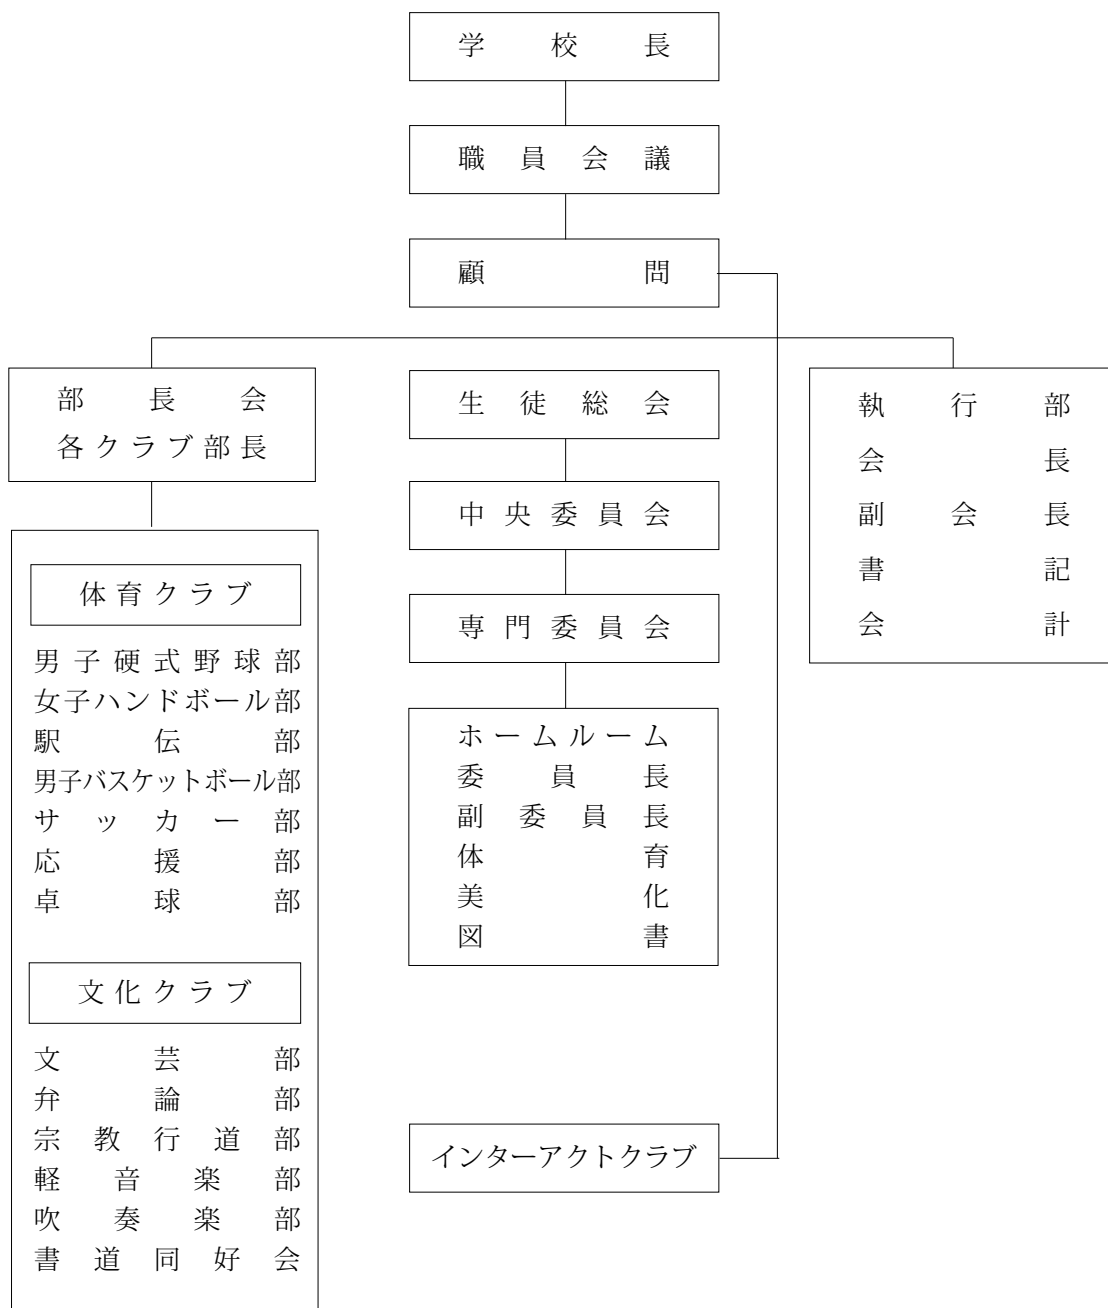 学校長
職員会議
顧問
部長会
各クラブ部長
体育クラブ
男子硬式野球部
女子ハンドボール部
駅伝部
男子バスケットボール部
サッカー部
応援部
卓球部
文化クラブ
文芸部
弁論部
宗教行道部
軽音楽部
吹奏楽部
書道同好会
生徒総会
中央委員会
専門委員会
ホームルーム
委員長
副委員長
体育
美化
図書
インターアクトクラブ
執行部
会長
副会長
書記
会計